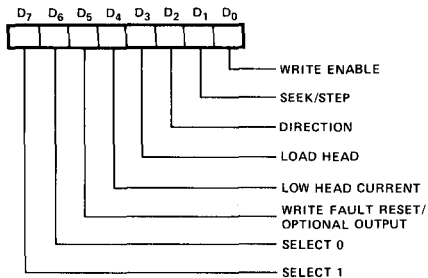 D7 D6 D5 D4 D3 D2 D1 D0
WRITE ENABLE
SEEK/STEP
DIRECTION
LOAD HEAD
LOW HEAD CURRENT
WRITE FAULT RESET/
OPTIONAL OUTPUT
SELECT 0
SELECT 1